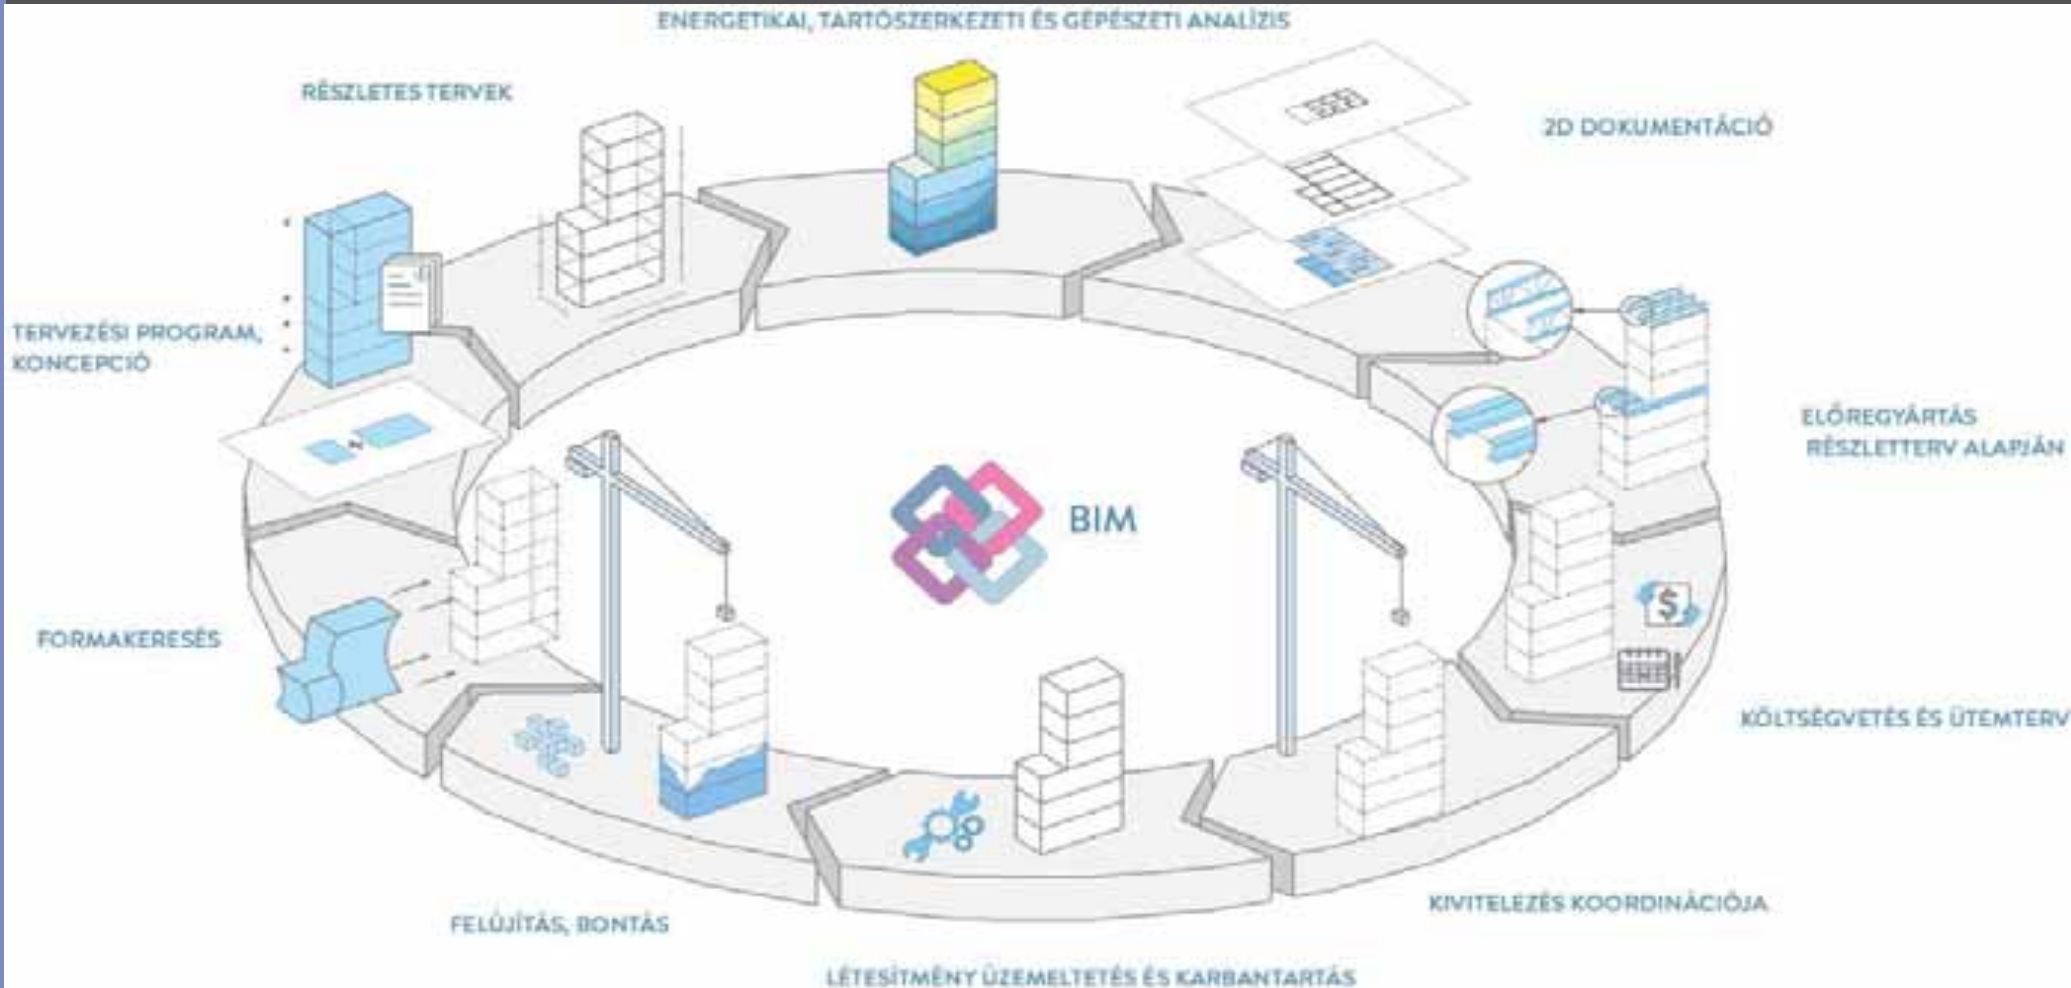 ENERGETIKAI, TARTÓSZERKEZETI ÉS GÉPÉSZETI ANALÍZIS
RÉSZLETES TERVEK
2D DOKUMENTÁCIÓ
TERVEZÉSI PROGRAM,
KONCEPCIÓ
ELŐREGYÁRTÁS
RÉSZLETTERV ALAPJÁN
BIM
FORMAKERESÉS
$
KÖLTSÉGVETÉS ÉS ÜTEMTERV
KIVITELEZÉS KOORDINÁCIÓJA
FELÚJÍTÁS, BONTÁS
LÉTESÍTMÉNY ÜZEMELTETÉS ÉS KARBANTARTÁS